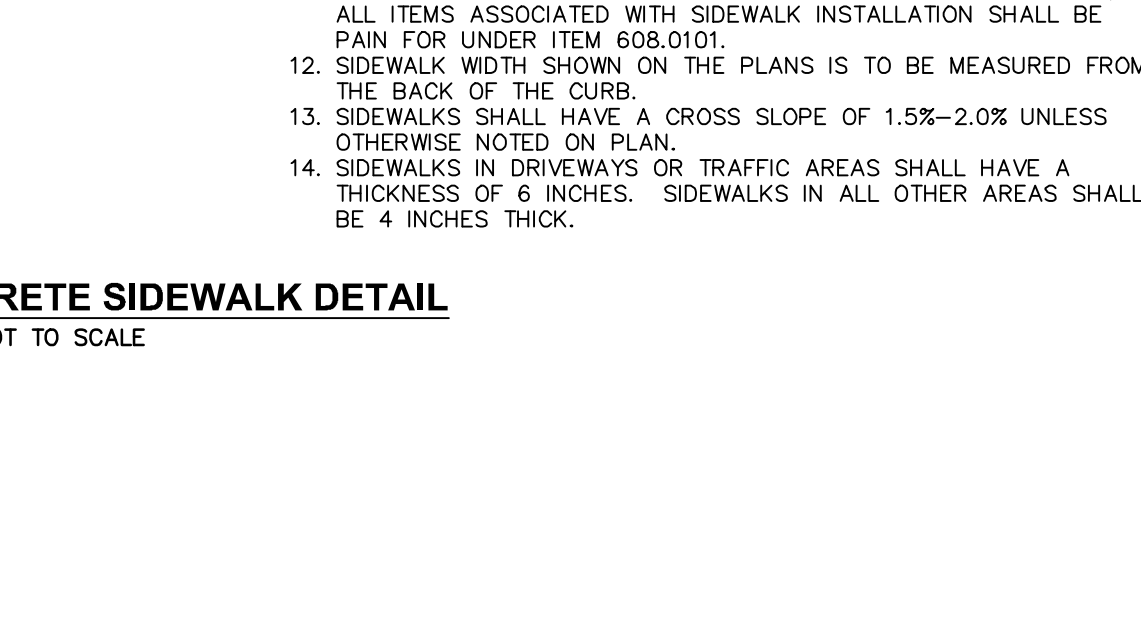 ALL ITEMS ASSOCIATED WITH SIDEWALK INSTALLATION SHALL BE
PAIN FOR UNDER ITEM 608.0101.
12. SIDEWALK WIDTH SHOWN ON THE PLANS IS TO BE MEASURED FROM
THE BACK OF THE CURB.
13. SIDEWALKS SHALL HAVE A CROSS SLOPE OF 1.5%–2.0% UNLESS
OTHERWISE NOTED ON PLAN.
14. SIDEWALKS IN DRIVEWAYS OR TRAFFIC AREAS SHALL HAVE A
THICKNESS OF 6 INCHES. SIDEWALKS IN ALL OTHER AREAS SHALL
BE 4 INCHES THICK.
RETE SIDEWALK DETAIL
OT TO SCALE